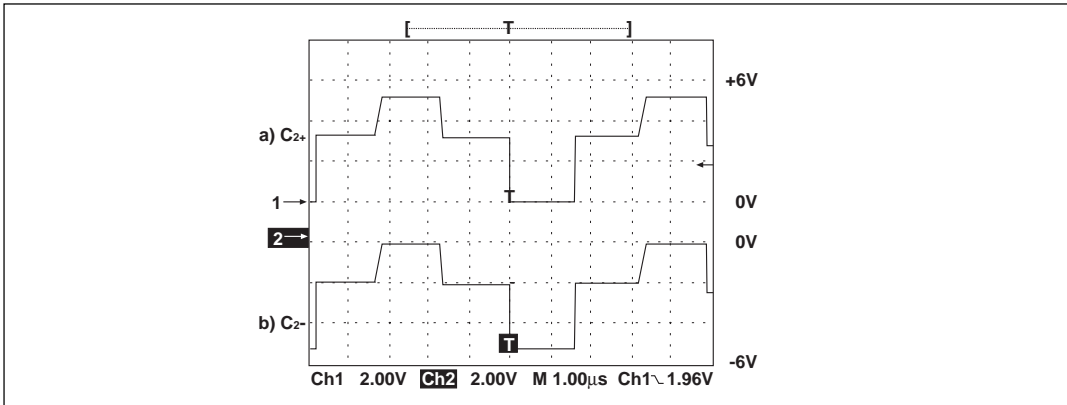 [ T ]
+6V
a) C2+
T
1
0V
2
0V
b) C2-
T
-6V
Ch1 2.00V Ch2 2.00V M 1.00μs Ch1 1.96V